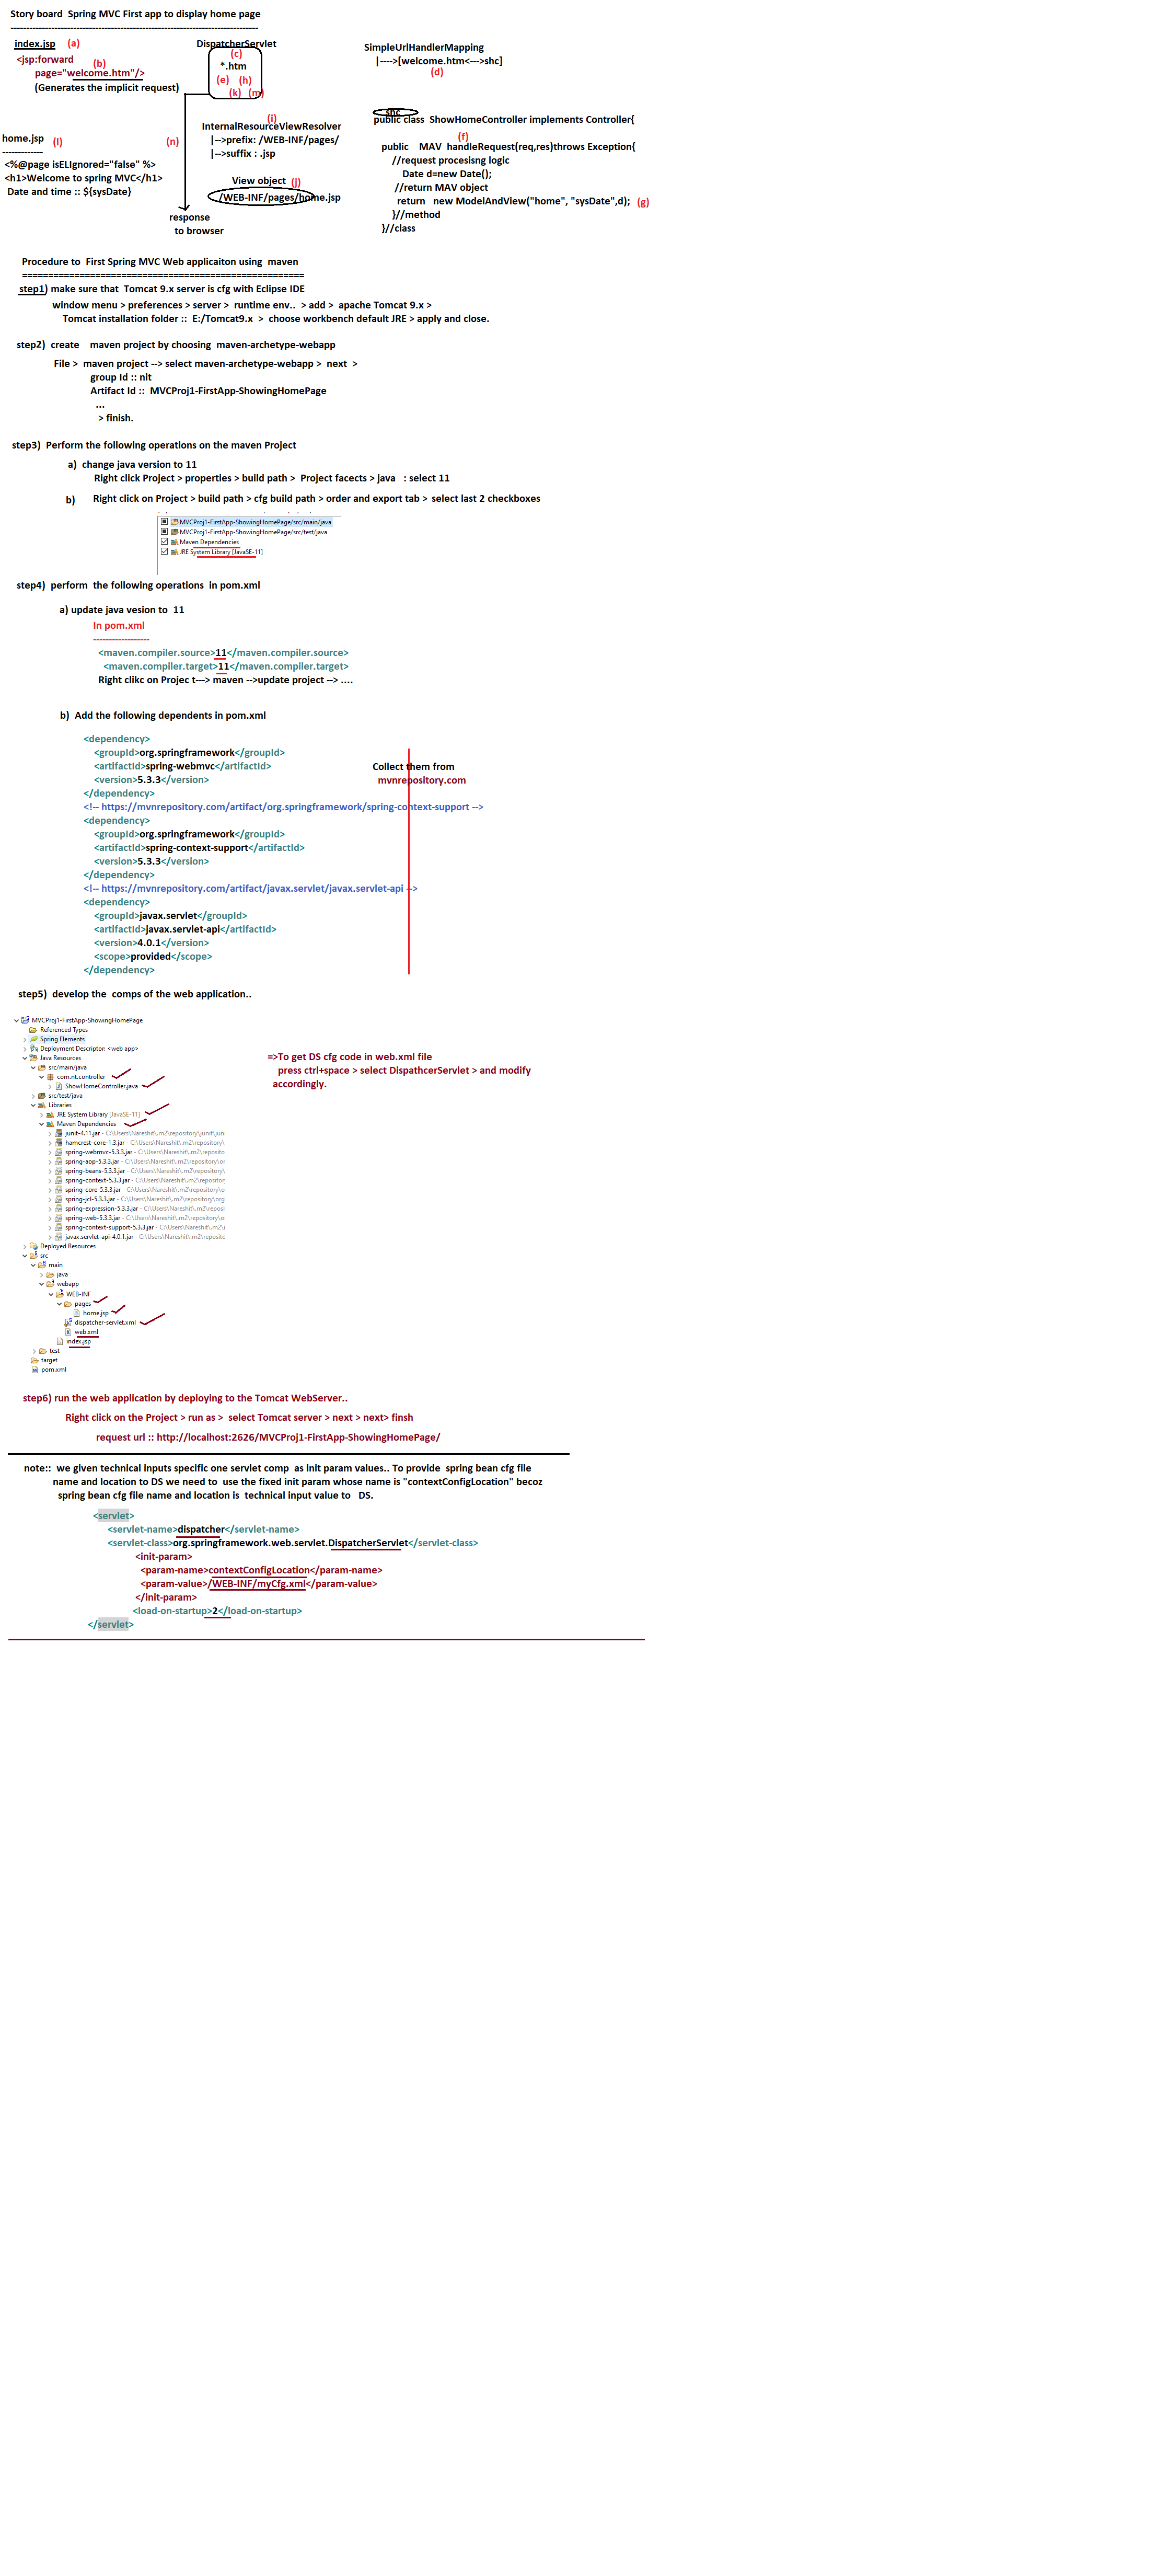 Story board  Spring MVC First app to display home page
-------------------------------------------------------------------------------
index.jsp (a)
<jsp:forward (b)
page="welcome.htm"/>
(Generates the implicit request)
DispatcherServlet
(c)
*.htm
(e) (h)
(k) (m)
SimpleUrlHandlerMapping
|---->[welcome.htm<--->shc]
(d)
shc
public class  ShowHomeController implements Controller{
(f)
public    MAV  handleRequest(req,res)throws Exception{
//request procesisng logic
Date d=new Date();
//return MAV object
return   new ModelAndView("home", "sysDate",d); (g)
}//method
}//class
(i)
InternalResourceViewResolver
|-->prefix: /WEB-INF/pages/
|-->suffix : .jsp
View object (j)
/WEB-INF/pages/home.jsp
home.jsp (l)
-------------
<%@page isELIgnored="false" %>
<h1>Welcome to spring MVC</h1>
Date and time :: ${sysDate}
(n)
response
to browser
Procedure to  First Spring MVC Web applicaiton using  maven
======================================================
step1) make sure that  Tomcat 9.x server is cfg with Eclipse IDE
window menu > preferences > server >  runtime env..  > add >  apache Tomcat 9.x >
Tomcat installation folder ::  E:/Tomcat9.x  >  choose workbench default JRE > apply and close.
step2)  create    maven project by choosing  maven-archetype-webapp
File >  maven project --> select maven-archetype-webapp >  next  >
group Id :: nit
Artifact Id ::  MVCProj1-FirstApp-ShowingHomePage
...
> finish.
step3)  Perform the following operations on the maven Project
a)  change java version to 11
Right click Project > properties > build path >  Project facects > java   : select 11
b) Right click on Project > build path > cfg build path > order and export tab >  select last 2 checkboxes
MVCProj1-FirstApp-ShowingHomePage/src/main/java
MVCProj1-FirstApp-ShowingHomePage/src/test/java
Maven Dependencies
JRE System Library [JavaSE-11]
step4)  perform  the following operations  in pom.xml
a) update java vesion to  11
In pom.xml
------------------
<maven.compiler.source>11</maven.compiler.source>
<maven.compiler.target>11</maven.compiler.target>
Right clikc on Projec t---> maven -->update project --> ....
b)  Add the following dependents in pom.xml
<dependency>
<groupId>org.springframework</groupId>
<artifactId>spring-webmvc</artifactId>
<version>5.3.3</version>
</dependency>
<!-- https://mvnrepository.com/artifact/org.springframework/spring-context-support -->
<dependency>
<groupId>org.springframework</groupId>
<artifactId>spring-context-support</artifactId>
<version>5.3.3</version>
</dependency>
<!-- https://mvnrepository.com/artifact/javax.servlet/javax.servlet-api -->
<dependency>
<groupId>javax.servlet</groupId>
<artifactId>javax.servlet-api</artifactId>
<version>4.0.1</version>
<scope>provided</scope>
</dependency>
Collect them from
mvnrepository.com
step5)  develop the  comps of the web application..
MVCProj1-FirstApp-ShowingHomePage
Referenced Types
Spring Elements
Deployment Descriptor: <web app>
Java Resources
src/main/java
com.nt.controller
ShowHomeController.java
src/test/java
Libraries
JRE System Library [JavaSE-11]
Maven Dependencies
junit-4.11.jar - C:\Users\Nareshit\.m2\repository\junit\juni
hamcrest-core-1.3.jar - C:\Users\Nareshit\.m2\repository\
spring-webmvc-5.3.3.jar - C:\Users\Nareshit\.m2\reposito
spring-aop-5.3.3.jar - C:\Users\Nareshit\.m2\repository\or
spring-beans-5.3.3.jar - C:\Users\Nareshit\.m2\repository\
spring-context-5.3.3.jar - C:\Users\Nareshit\.m2\repository
spring-core-5.3.3.jar - C:\Users\Nareshit\.m2\repository\o
spring-jcl-5.3.3.jar - C:\Users\Nareshit\.m2\repository\org\
spring-expression-5.3.3.jar - C:\Users\Nareshit\.m2\reposi
spring-web-5.3.3.jar - C:\Users\Nareshit\.m2\repository\o
spring-context-support-5.3.3.jar - C:\Users\Nareshit\.m2\r
javax.servlet-api-4.0.1.jar - C:\Users\Nareshit\.m2\reposito
Deployed Resources
src
main
java
webapp
WEB-INF
pages
home.jsp
dispatcher-servlet.xml
web.xml
index.jsp
test
target
pom.xml
=>To get DS cfg code in web.xml file
press ctrl+space > select DispathcerServlet > and modify
accordingly.
step6) run the web application by deploying to the Tomcat WebServer..
Right click on the Project > run as >  select Tomcat server > next > next> finsh
request url :: http://localhost:2626/MVCProj1-FirstApp-ShowingHomePage/
note::  we given technical inputs specific one servlet comp  as init param values.. To provide  spring bean cfg file
name and location to DS we need to  use the fixed init param whose name is "contextConfigLocation" becoz
spring bean cfg file name and location is  technical input value to   DS.
<servlet>
<servlet-name>dispatcher</servlet-name>
<servlet-class>org.springframework.web.servlet.DispatcherServlet</servlet-class>
<init-param>
<param-name>contextConfigLocation</param-name>
<param-value>/WEB-INF/myCfg.xml</param-value>
</init-param>
<load-on-startup>2</load-on-startup>
</servlet>